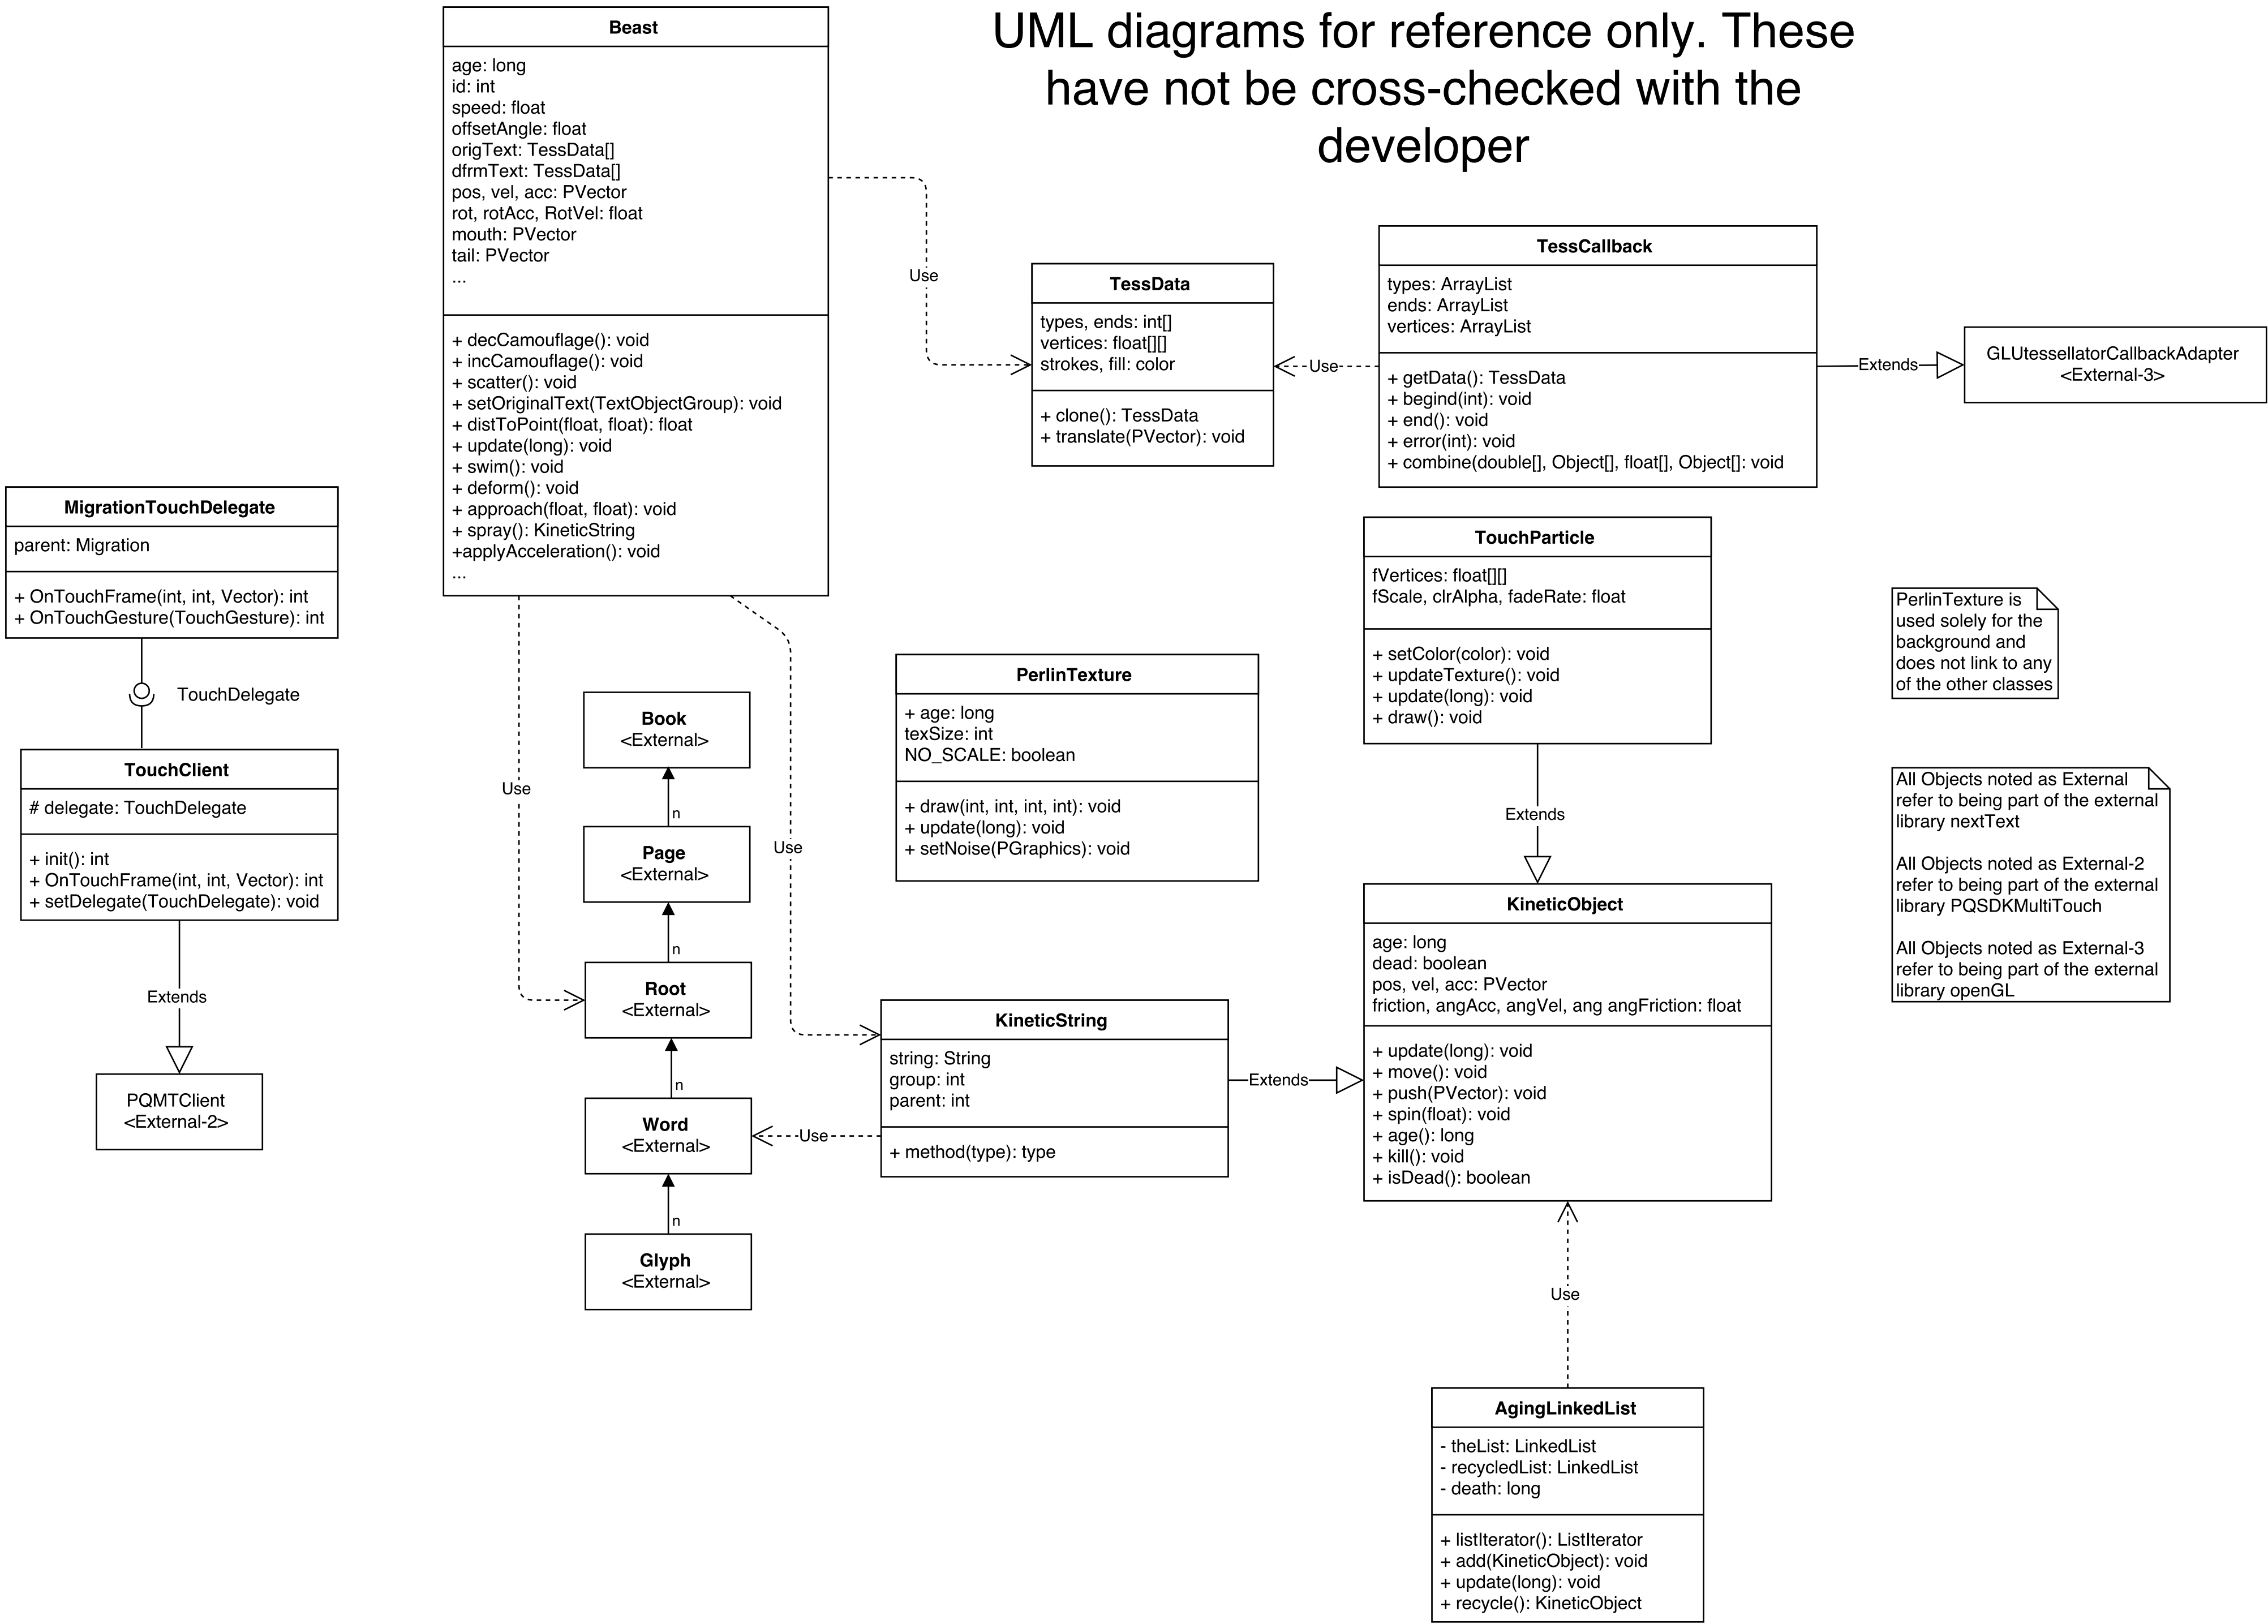 UML diagrams for reference only. These
have not be cross-checked with the
developer
Beast
age: long
id: int
speed: float
offsetAngle: float
origText: TessData[]
dfrmText: TessData[]
pos, vel, acc: PVector
rot, rotAcc, RotVel: float
mouth: PVector
tail: PVector
...
+ decCamouflage(): void
+ incCamouflage(): void
+ scatter(): void
+ setOriginalText(TextObjectGroup): void
+ distToPoint(float, float): float
+ update(long): void
+ swim(): void
+ deform(): void
+ approach(float, float): void
+ spray(): KineticString
+applyAcceleration(): void
...
Use
TessData
types, ends: int[]
vertices: float[][]
strokes, fill: color
+ clone(): TessData
+ translate(PVector): void
Use
TessCallback
types: ArrayList
ends: ArrayList
vertices: ArrayList
+ getData(): TessData
+ begind(int): void
+ end(): void
+ error(int): void
+ combine(double[], Object[], float[], Object[]: void
Extends
GLUtessellatorCallbackAdapter
<External-3>
MigrationTouchDelegate
parent: Migration
+ OnTouchFrame(int, int, Vector): int
+ OnTouchGesture(TouchGesture): int
TouchDelegate
TouchClient
# delegate: TouchDelegate
+ init(): int
+ OnTouchFrame(int, int, Vector): int
+ setDelegate(TouchDelegate): void
Extends
PQMTClient
<External-2>
Use
Use
Book
<External>
n
Page
<External>
n
Root
<External>
n
Word
<External>
n
Glyph
<External>
PerlinTexture
+ age: long
texSize: int
NO_SCALE: boolean
+ draw(int, int, int, int): void
+ update(long): void
+ setNoise(PGraphics): void
KineticString
string: String
group: int
parent: int
+ method(type): type
Use
Extends
TouchParticle
fVertices: float[][]
fScale, clrAlpha, fadeRate: float
+ setColor(color): void
+ updateTexture(): void
+ update(long): void
+ draw(): void
Extends
KineticObject
age: long
dead: boolean
pos, vel, acc: PVector
friction, angAcc, angVel, ang angFriction: float
+ update(long): void
+ move(): void
+ push(PVector): void
+ spin(float): void
+ age(): long
+ kill(): void
+ isDead(): boolean
Use
AgingLinkedList
- theList: LinkedList
- recycledList: LinkedList
- death: long
+ listIterator(): ListIterator
+ add(KineticObject): void
+ update(long): void
+ recycle(): KineticObject
PerlinTexture is
used solely for the
background and
does not link to any
of the other classes
All Objects noted as External
refer to being part of the external
library nextText
All Objects noted as External-2
refer to being part of the external
library PQSDKMultiTouch
All Objects noted as External-3
refer to being part of the external
library openGL